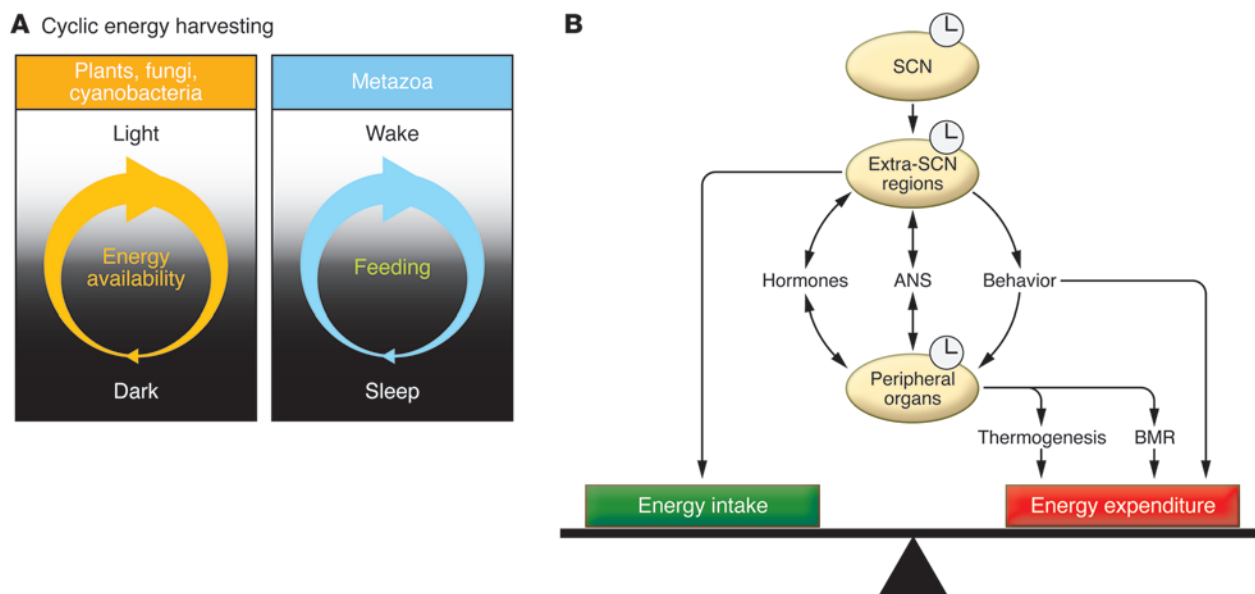 A Cyclic energy harvesting
Plants, fungi,
cyanobacteria
Light
Energy
availability
Dark
Metazoa
Wake
Feeding
Sleep
B
SCN
Extra-SCN
regions
Hormones
ANS
Behavior
Peripheral
organs
Thermogenesis
BMR
Energy intake
Energy expenditure